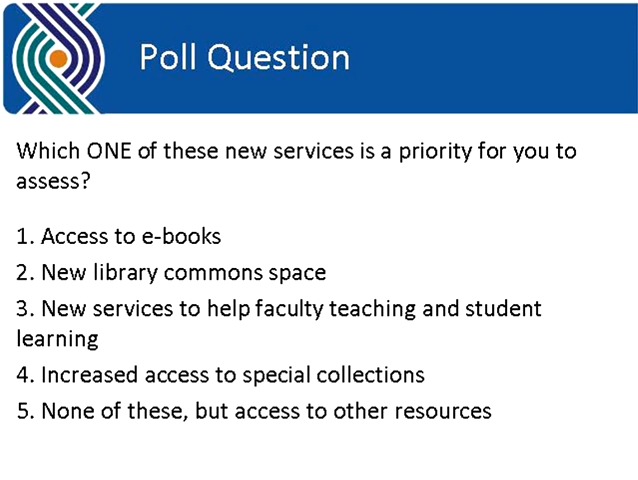 Poll Question
Which ONE of these new services is a priority for you to
assess?
1. Access to e-books
2. New library commons space
3. New services to help faculty teaching and student
learning
4. Increased access to special collections
5. None of these, but access to other resources